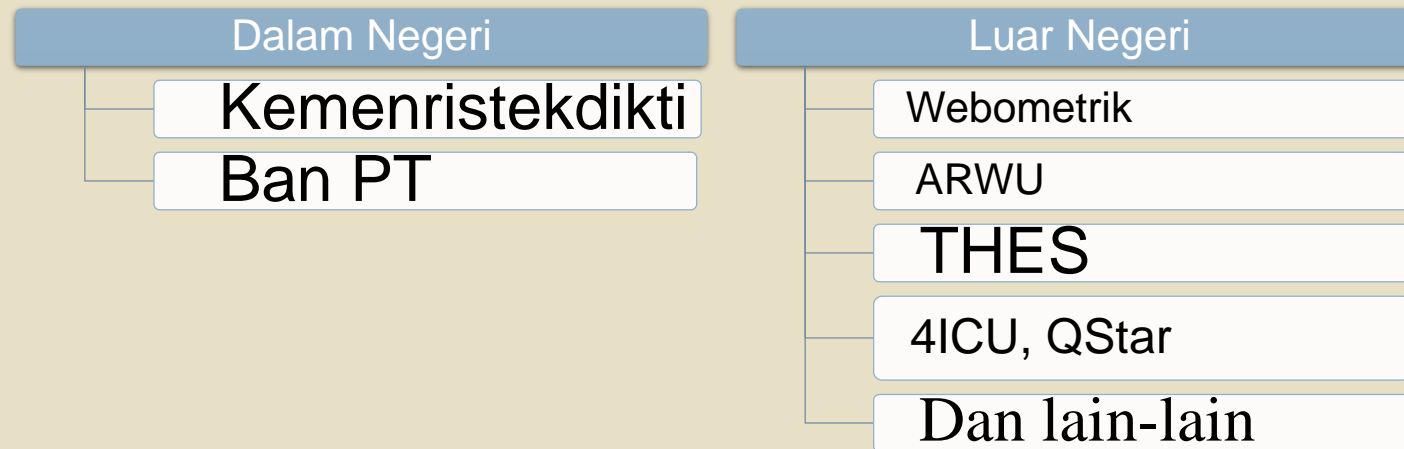 Dalam Negeri
Kemenristekdikti
Ban PT
Luar Negeri
Webometrik
ARWU
THES
4ICU, QStar
Dan lain-lain